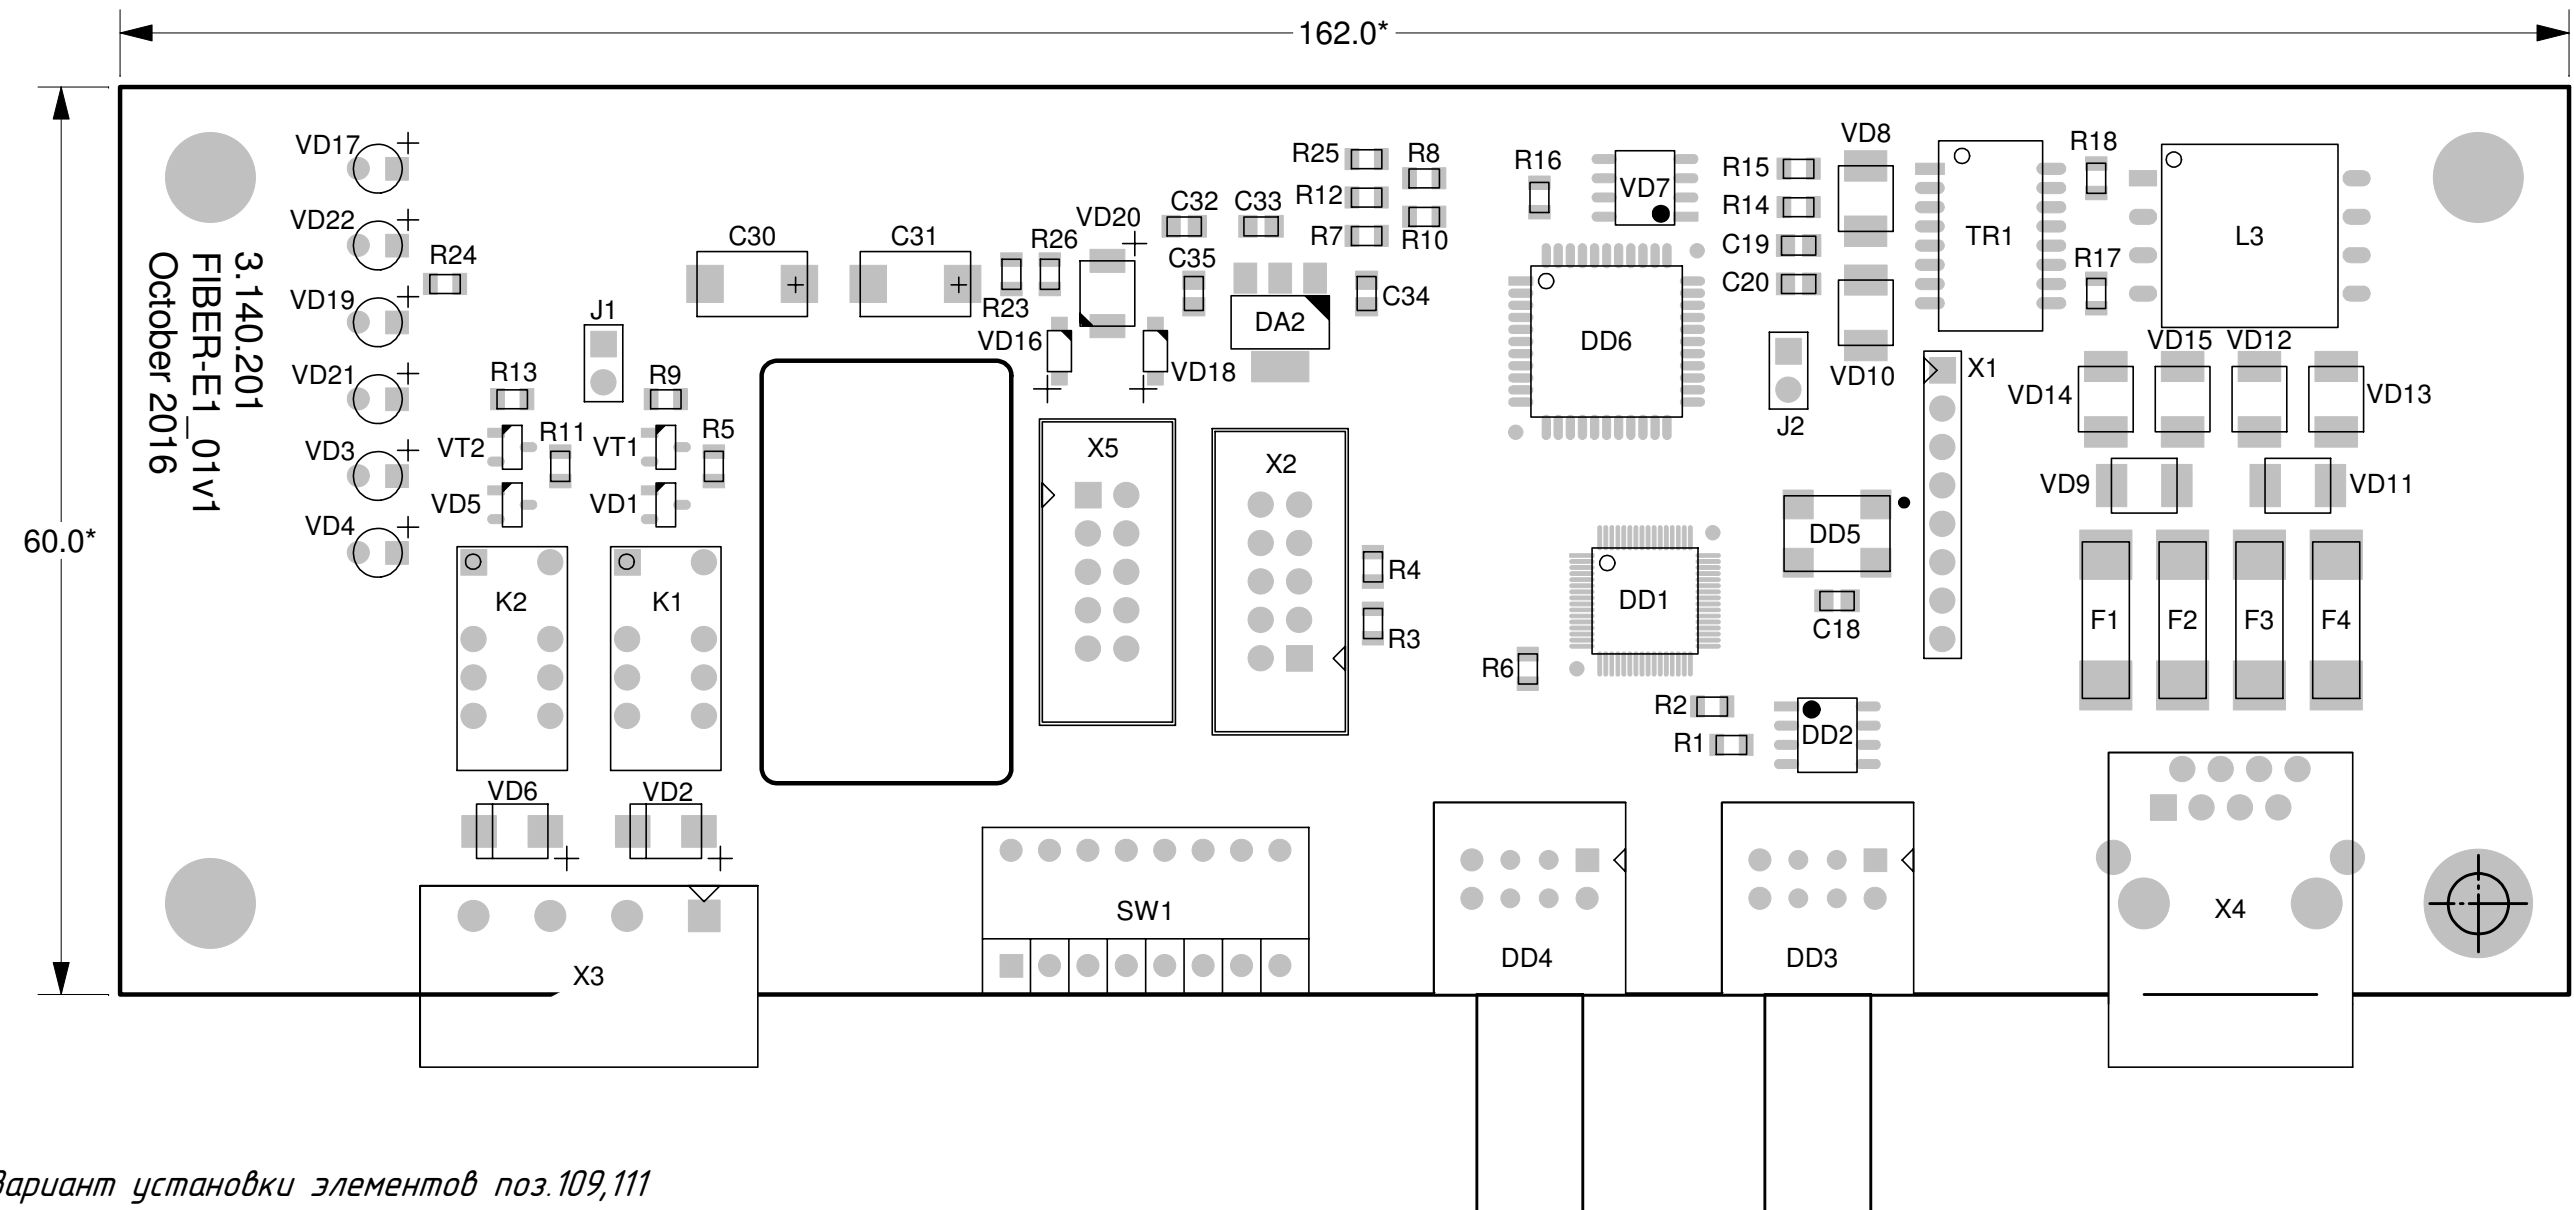 162.0*
60.0*
3.140.201
FIBER-E1_01v1
October 2016
VD17
VD22
VD19
VD21
VD3
VD4
R24
J1
R13
R9
VT2
R11
VT1
R5
VD5
VD1
K2
K1
VD6
VD2
X3
C30
C31
R23
R26
VD20
VD16
VD18
C32
C33
C35
DA2
C34
R25
R8
R12
R7
R10
X5
X2
R4
R3
SW1
R16
VD7
DD6
R15
R14
C19
C20
VD8
VD10
J2
TR1
X1
R18
R17
L3
VD15
VD12
VD14
VD13
VD9
VD11
DD5
C18
DD1
R6
R2
R1
DD2
F1
F2
F3
F4
DD4
DD3
X4
Вариант установки элементов поз.109,111